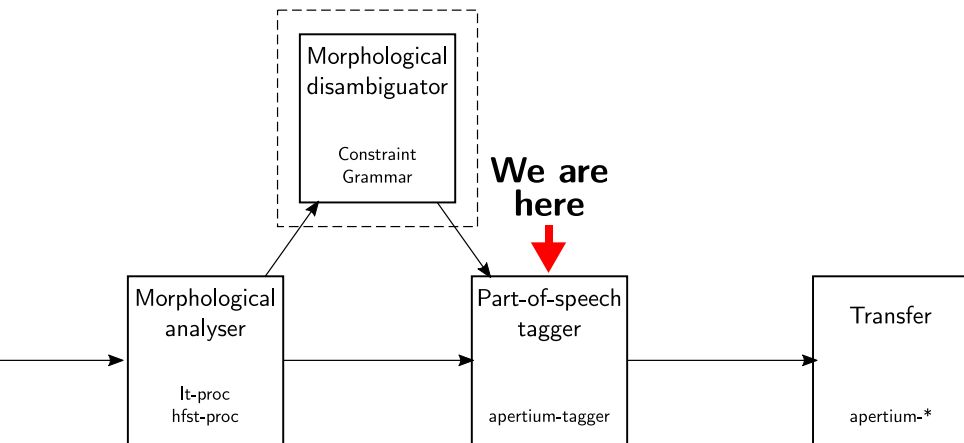 Morphological
disambiguator
Constraint
Grammar
We are
here
Morphological
analyser
lt-proc
hfst-proc
Part-of-speech
tagger
apertium-tagger
Transfer
apertium-*